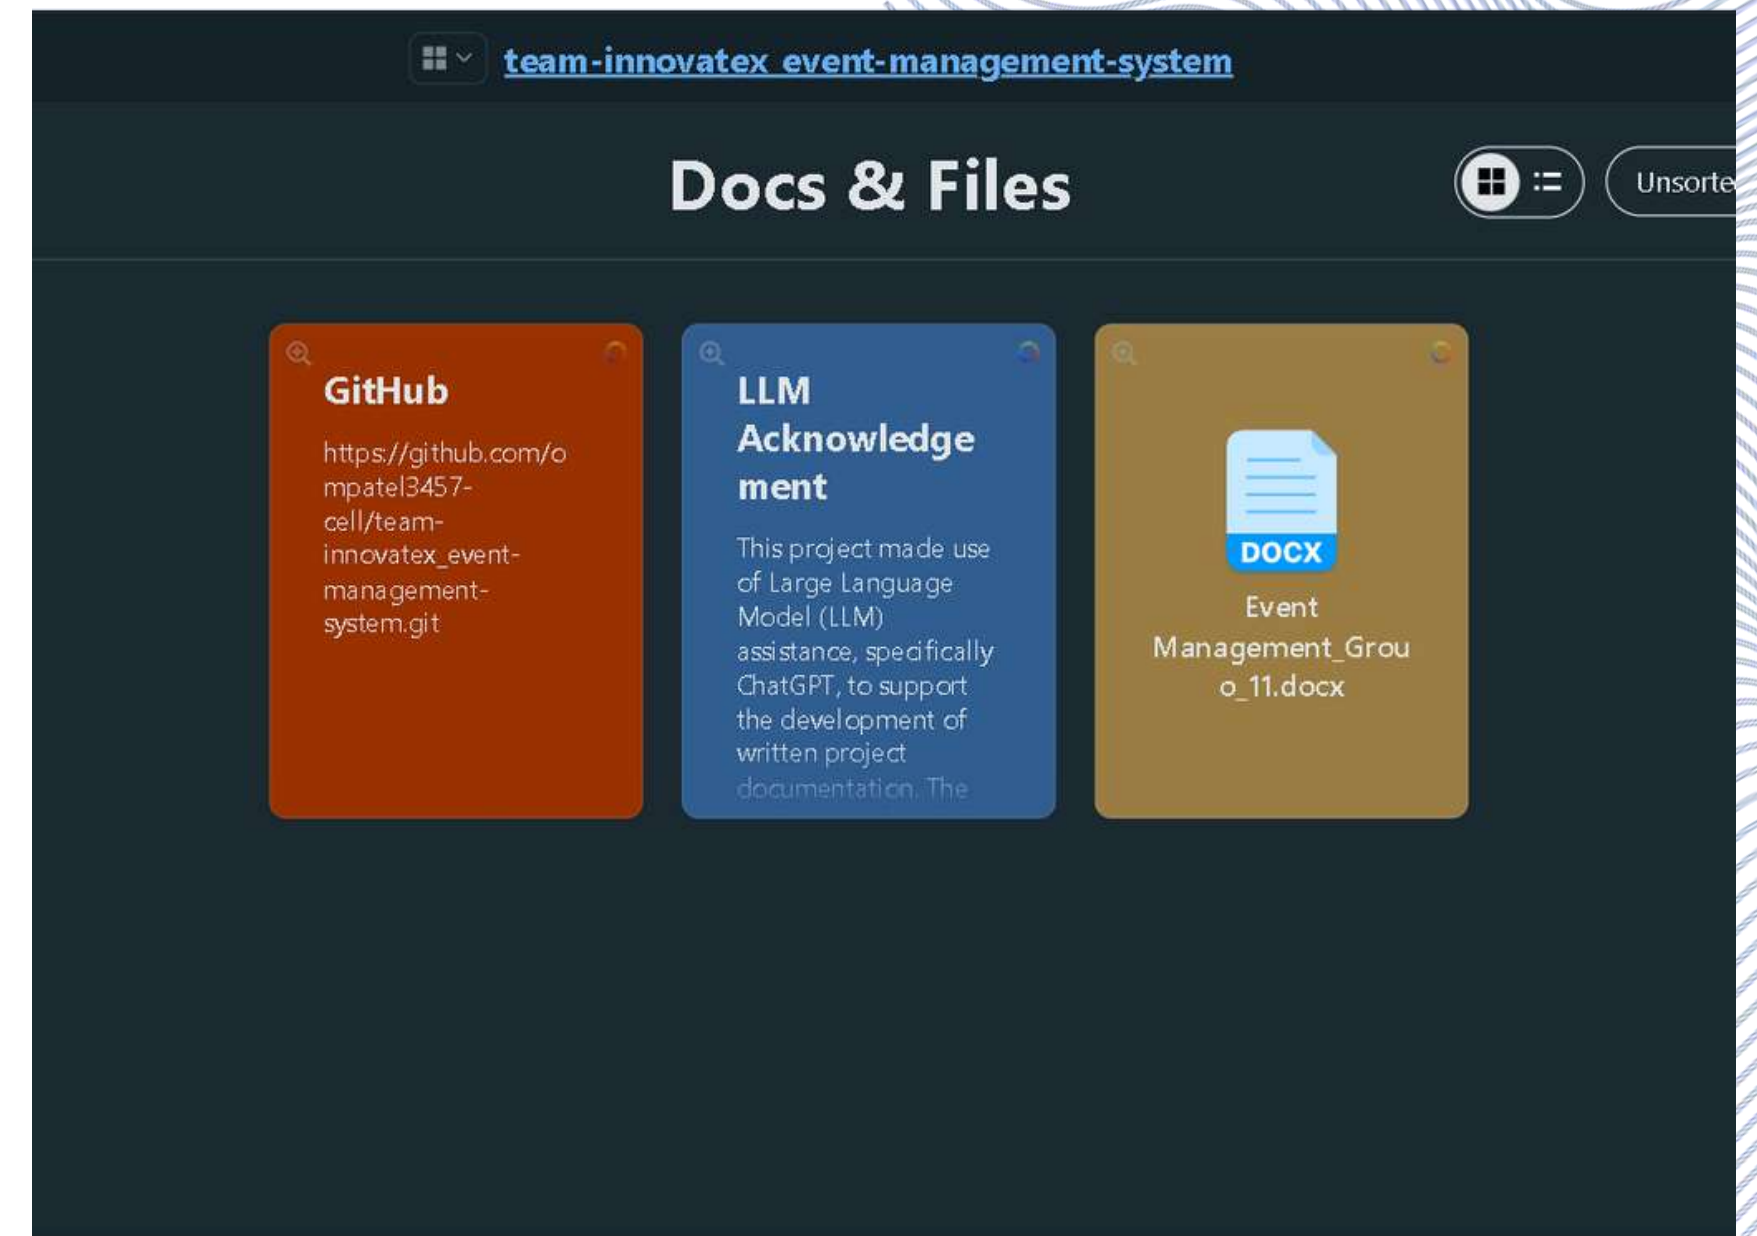 team-innovatex_event-management-system
Docs & Files
Unsorte
GitHub
https://github.com/o
mpatel3457-
cell/team-
innovatex_event-
management-
system.git
LLM
Acknowledge
ment
This project made use
of Large Language
Model (LLM)
assistance, specifically
ChatGPT, to support
the development of
written project
documentation. The
DOCX
Event
Management_Grou
o_11.docx